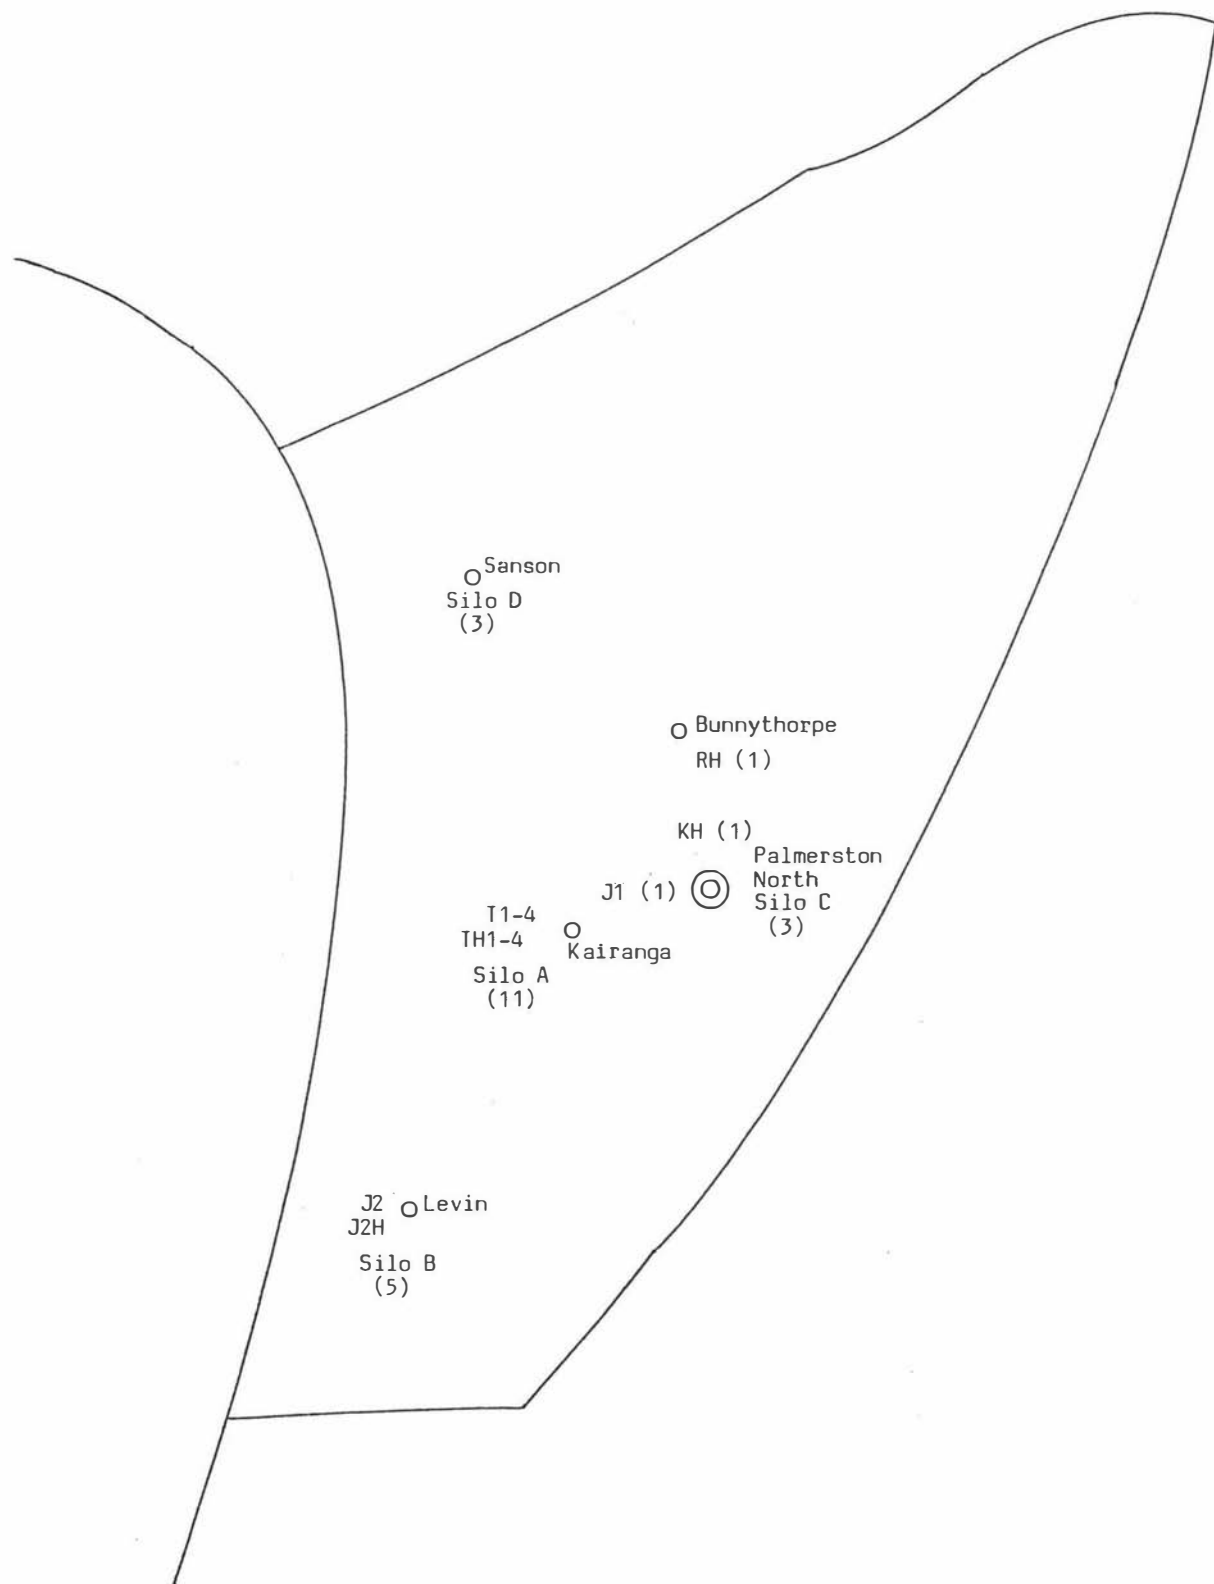 Sanson
Silo D
(3)
Bunnythorpe
RH (1)
KH (1)
Palmerston
North
Silo C
(3)
J1 (1)
T1-4
TH1-4
Kairanga
Silo A
(11)
J2
Levin
J2H
Silo B
(5)